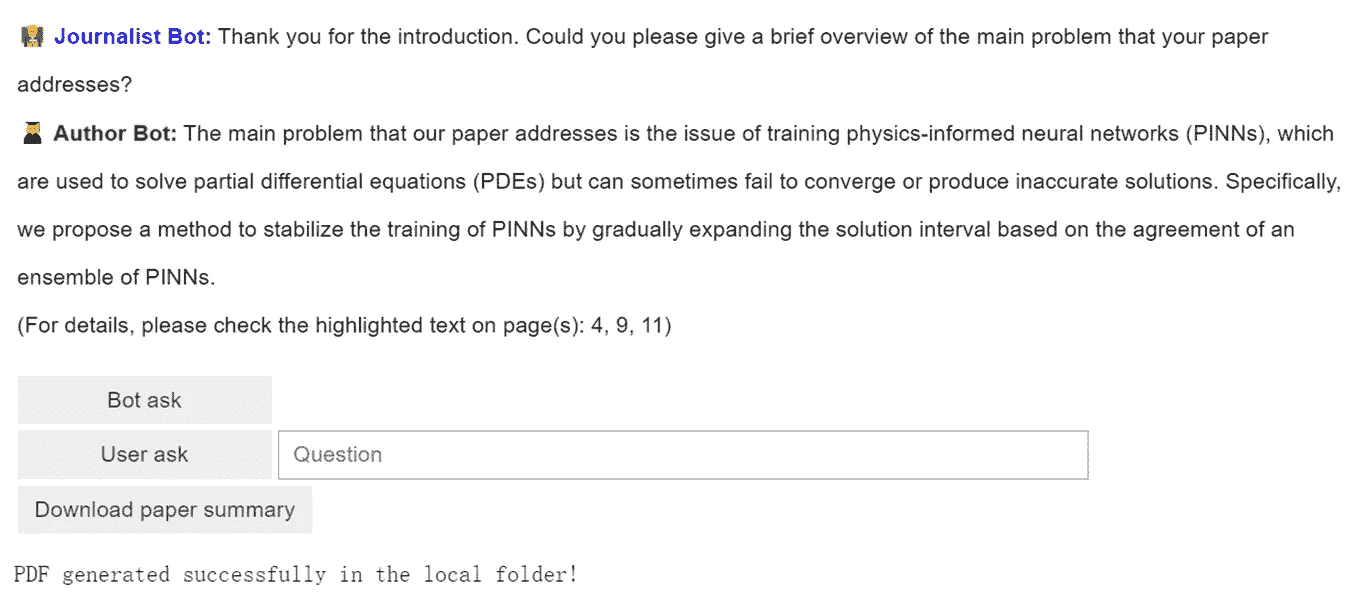 Journalist Bot: Thank you for the introduction. Could you please give a brief overview of the main problem that your paper
addresses?
Author Bot: The main problem that our paper addresses is the issue of training physics-informed neural networks (PINNs), which
are used to solve partial differential equations (PDEs) but can sometimes fail to converge or produce inaccurate solutions. Specifically,
we propose a method to stabilize the training of PINNs by gradually expanding the solution interval based on the agreement of an
ensemble of PINNs.
(For details, please check the highlighted text on page(s): 4, 9, 11)
Bot ask
User ask
Question
Download paper summary
PDF generated successfully in the local folder!